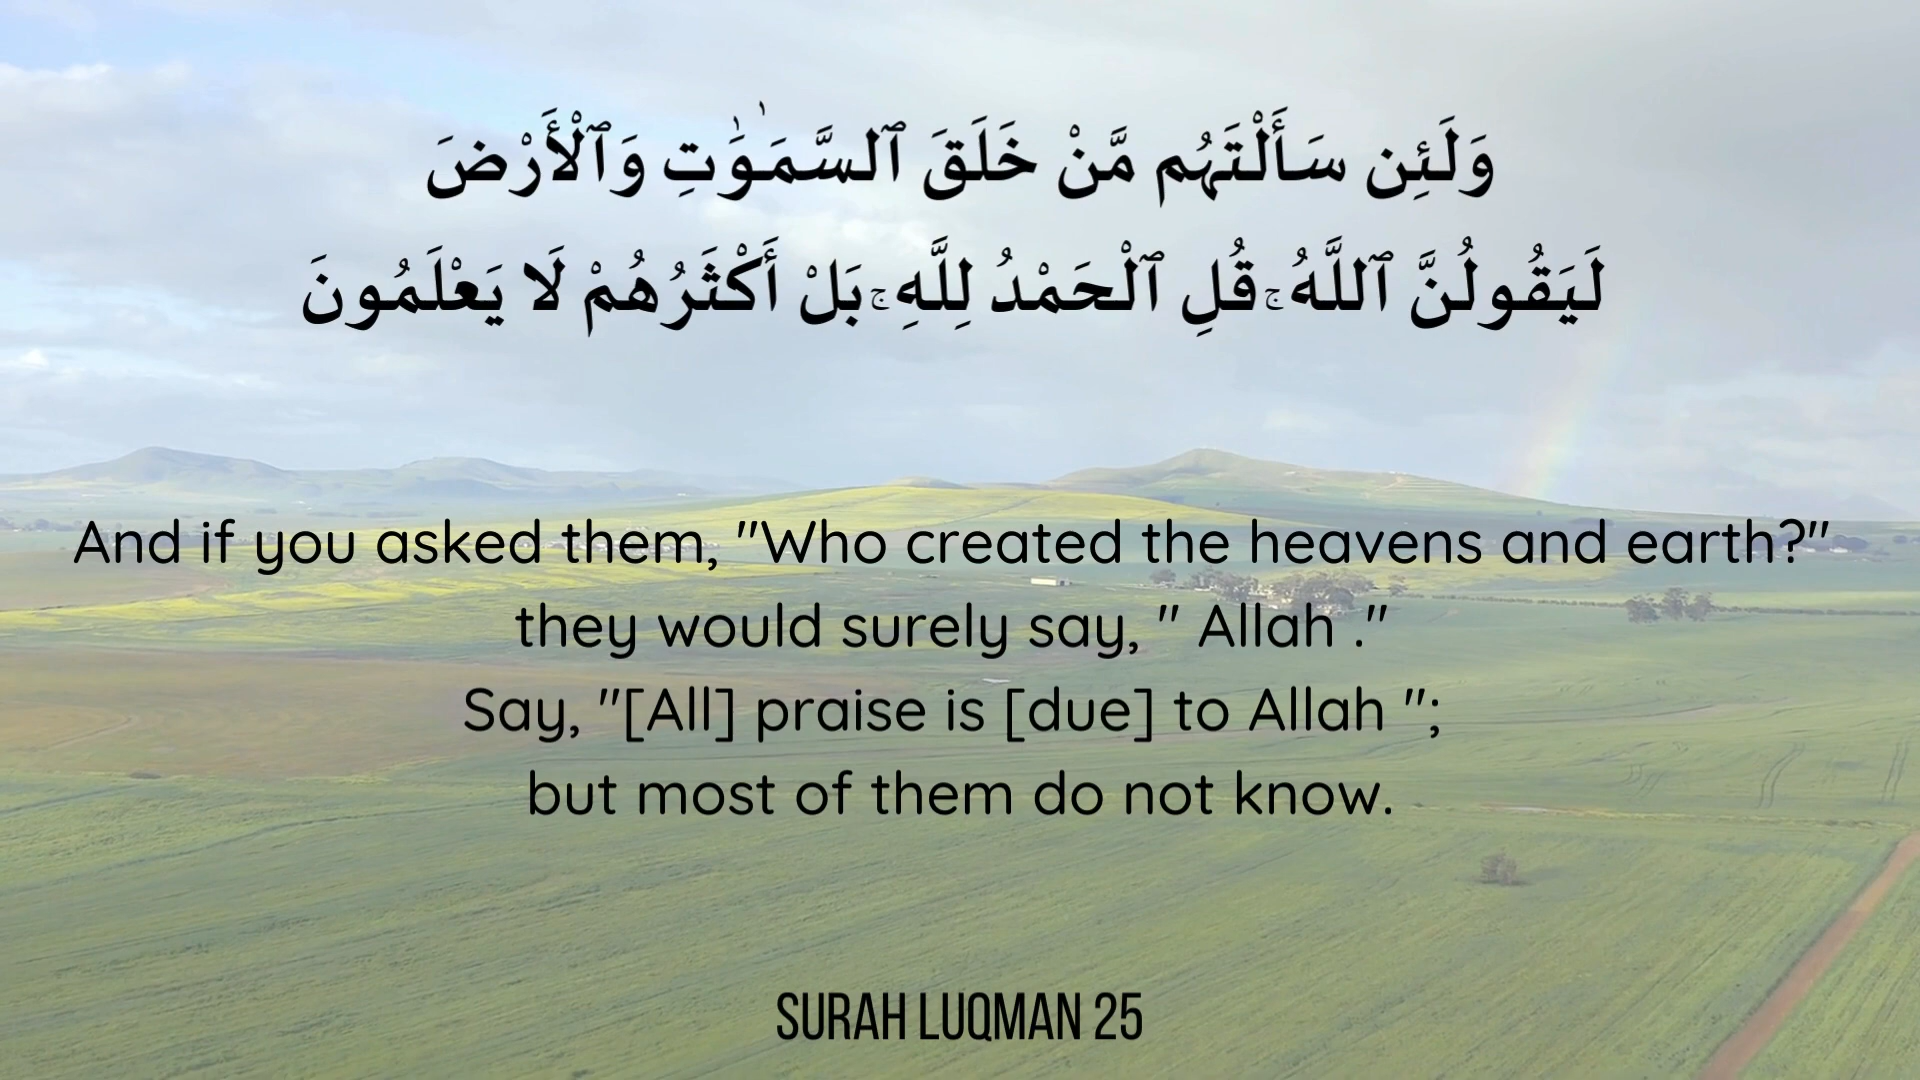 وَلَئِن سَأَلْتَهُم مَّنْ خَلَقَ ٱلسَّمَـٰوَٰتِ وَٱلْأَرْضَ
لَيَقُولُنَّ ٱللَّهُ ۚ قُلِ ٱلْحَمْدُ لِلَّهِ ۚ بَلْ أَكْثَرُهُمْ لَا يَعْلَمُونَ
And if you asked them, "Who created the heavens and earth?"
they would surely say, " Allah ."
Say, "[All] praise is [due] to Allah ";
but most of them do not know.
SURAH LUQMAN 25